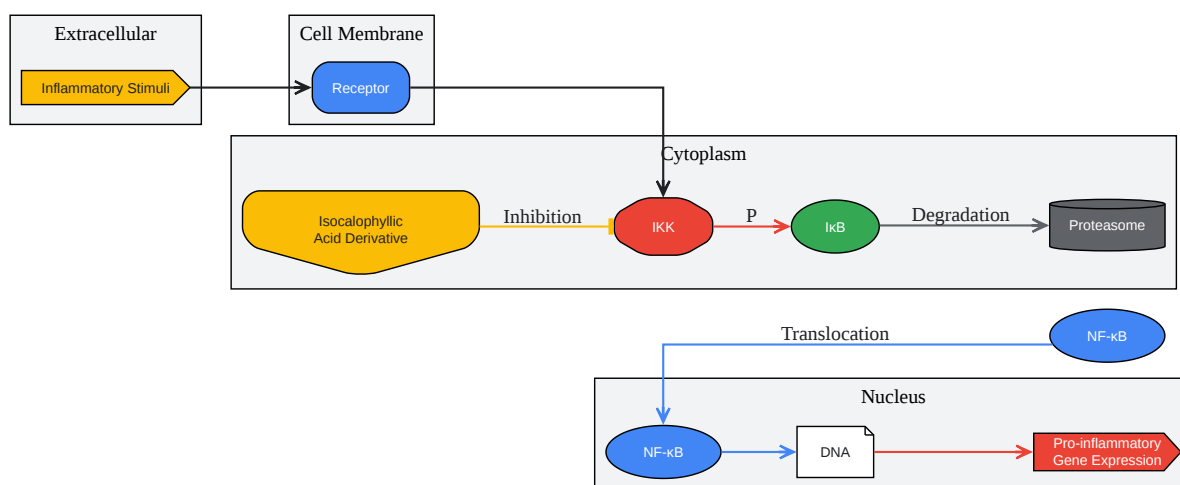 Extracellular
Cell Membrane
Inflammatory Stimuli
Receptor
Cytoplasm
Isocalophyllic
Acid Derivative
Inhibition
IKK
P
IκB
Degradation
Proteasome
Translocation
NF-κB
Nucleus
NF-κB
DNA
Pro-inflammatory
Gene Expression